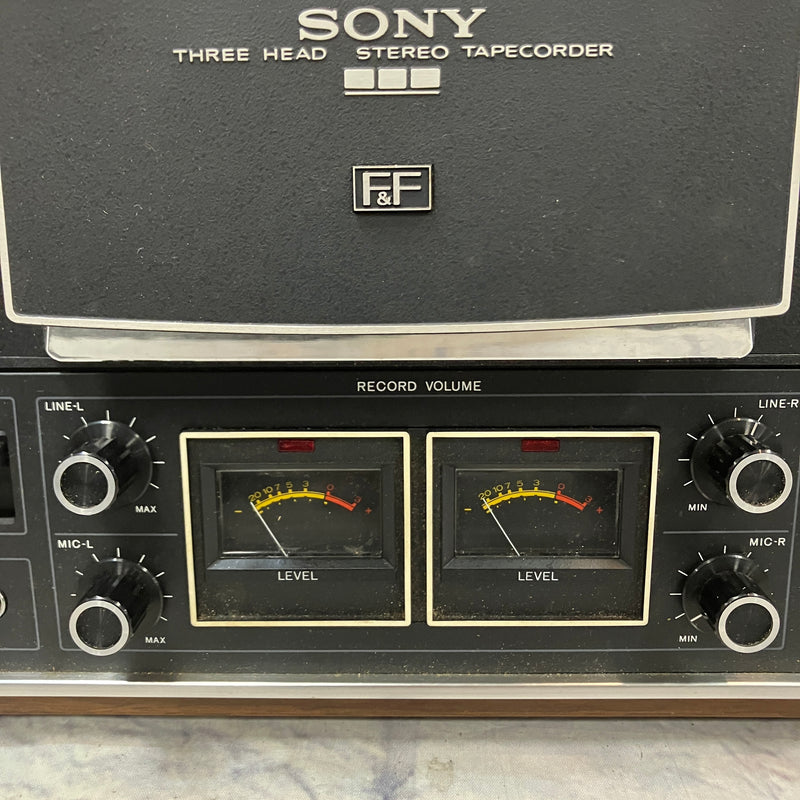 SONY
THREE HEAD STEREO TAPECORDER
F&F
RECORD VOLUME
LINE-L
LINE-R
MAX
MIN
- 20 10 7 5 3 0 3 +
- 20 10 7 5 3 0 3 +
MIC-L
MIC-R
LEVEL
LEVEL
MAX
MIN